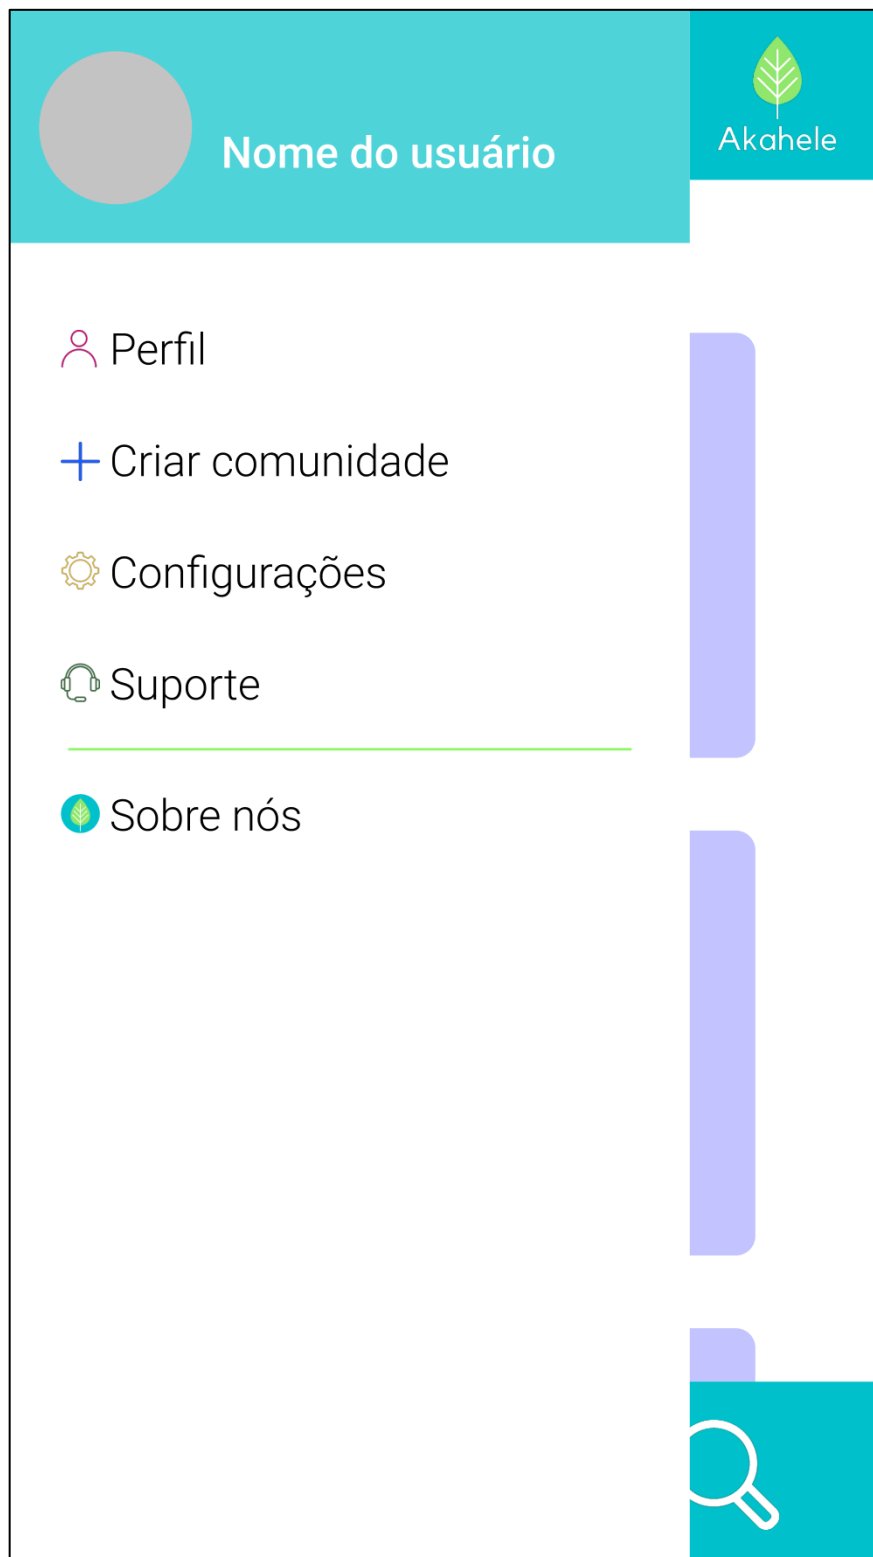 Nome do usuário
Akahele
Perfil
Criar comunidade
Configurações
Suporte
Sobre nós